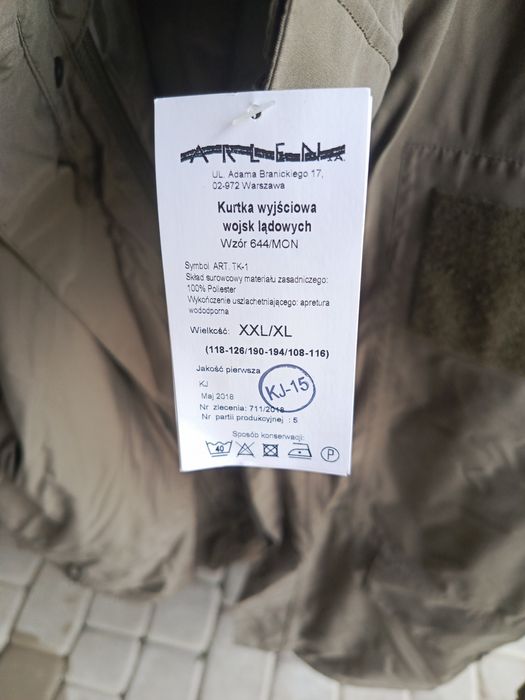 ARLEN S.A.
UL. Adama Branickiego 17,
02-972 Warszawa
Kurtka wyjściowa
wojsk lądowych
Wzór 644/MON
Symbol ART. TK-1
Skład surowcowy materiału zasadniczego:
100% Poliester
Wykończenie uszlachetniającego: apretura
wodoodporna
Wielkość: XXL/XL
(118-126/190-194/108-116)
Jakość pierwsza
KJ
KJ-15
Maj 2018
Nr zlecenia: 711/2018
Nr partii produkcyjnej : 5
Sposób konserwacji:
40 P